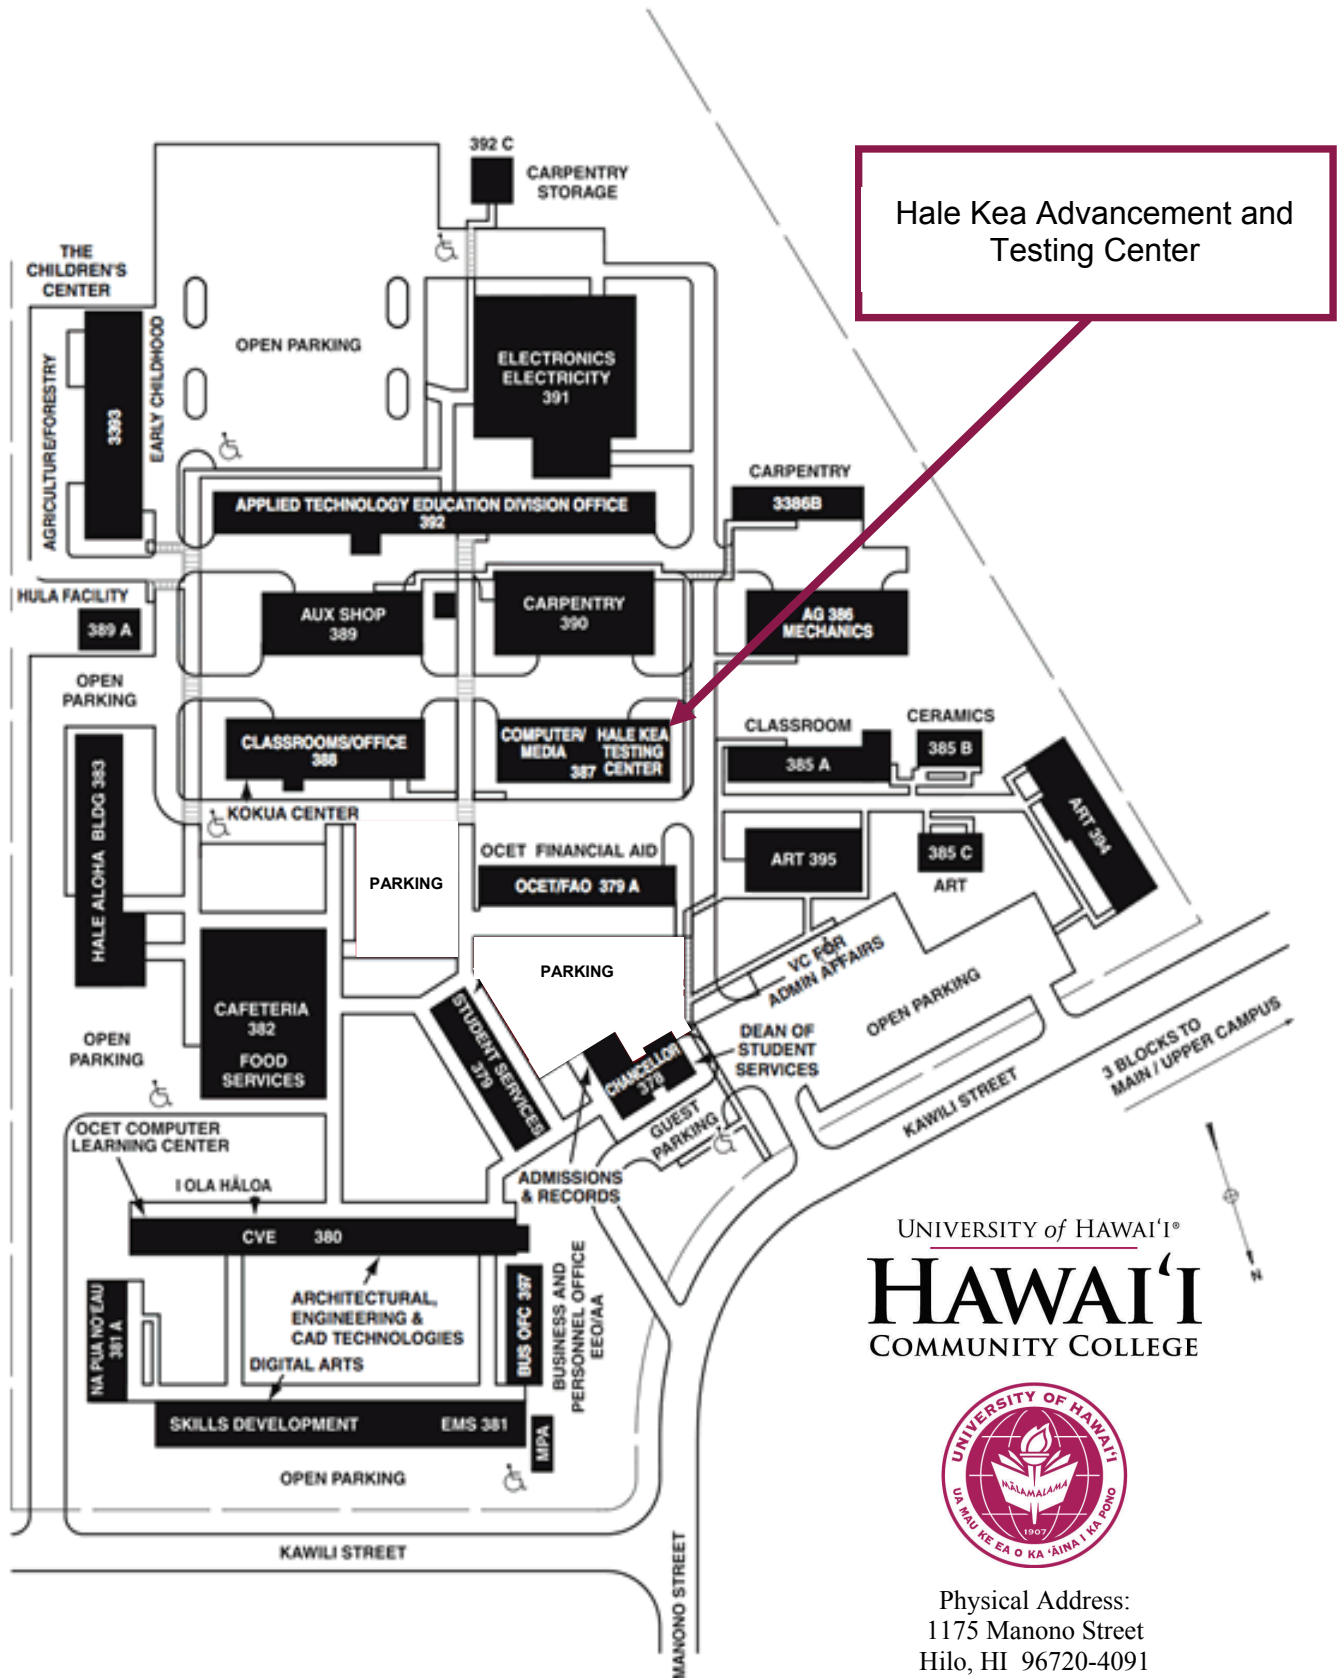 392 C
CARPENTRY
STORAGE
Hale Kea Advancement and
Testing Center
THE
CHILDREN'S
CENTER
OPEN PARKING
ELECTRONICS
ELECTRICITY
391
AGRICULTURE/FORESTRY
3393
EARLY CHILDHOOD
CARPENTRY
3386B
APPLIED TECHNOLOGY EDUCATION DIVISION OFFICE
392
HULA FACILITY
389 A
AUX SHOP
389
CARPENTRY
390
AG 386
MECHANICS
OPEN
PARKING
CLASSROOMS/OFFICE
388
COMPUTER/
MEDIA
HALE KEA
TESTING
CENTER
387
CLASSROOM
385 A
CERAMICS
385 B
KOKUA CENTER
HALE ALOHA BLDG 383
ART 394
PARKING
OCET FINANCIAL AID
OCET/FAO 379 A
ART 395
385 C
ART
CAFETERIA
382
FOOD
SERVICES
PARKING
VC FOR
ADMIN AFFAIRS
OPEN PARKING
OPEN
PARKING
STUDENT SERVICES
379
CHANCELLOR
378
DEAN OF
STUDENT
SERVICES
3 BLOCKS TO
MAIN / UPPER CAMPUS
KAWILI STREET
GUEST
PARKING
OCET COMPUTER
LEARNING CENTER
I OLA HĀLOA
ADMISSIONS
& RECORDS
CVE 380
N
UNIVERSITY of HAWAIʻI®
HAWAIʻI
COMMUNITY COLLEGE
NA PUA NO'EAU
381 A
ARCHITECTURAL,
ENGINEERING &
CAD TECHNOLOGIES
DIGITAL ARTS
BUS OFC 397
BUSINESS AND
PERSONNEL OFFICE
EEO/AA
SKILLS DEVELOPMENT EMS 381
MPA
OPEN PARKING
UNIVERSITY OF HAWAIʻI
MĀLAMALAMA
1907
UA MAU KE EA O KA ʻĀINA I KA PONO
KAWILI STREET
MANONO STREET
Physical Address:
1175 Manono Street
Hilo, HI 96720-4091